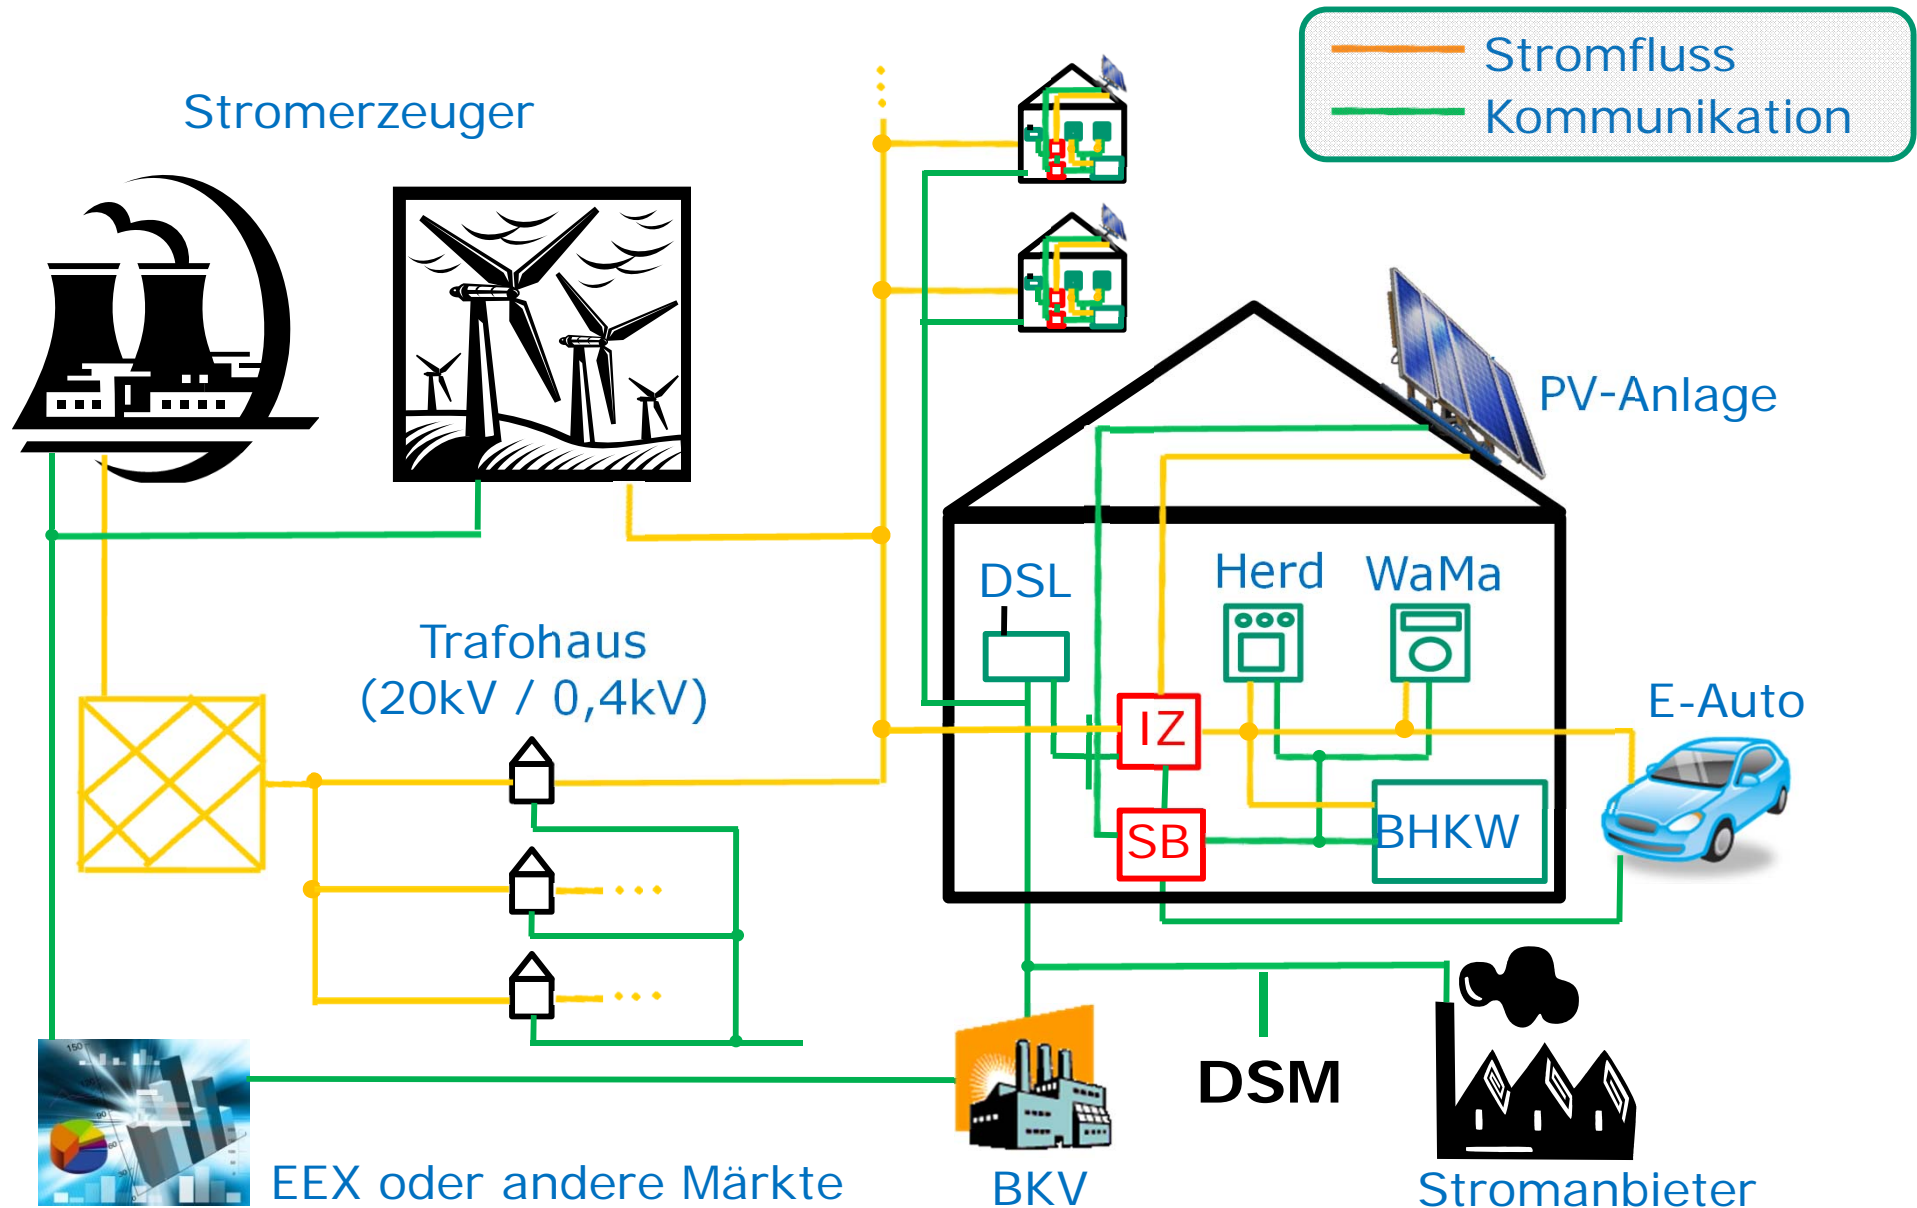 Stromfluss
Kommunikation
Stromerzeuger
PV-Anlage
DSL
Herd
WaMa
Trafohaus
(20kV / 0,4kV)
IZ
E-Auto
SB
BHKW
DSM
EEX oder andere Märkte
BKV
Stromanbieter
150